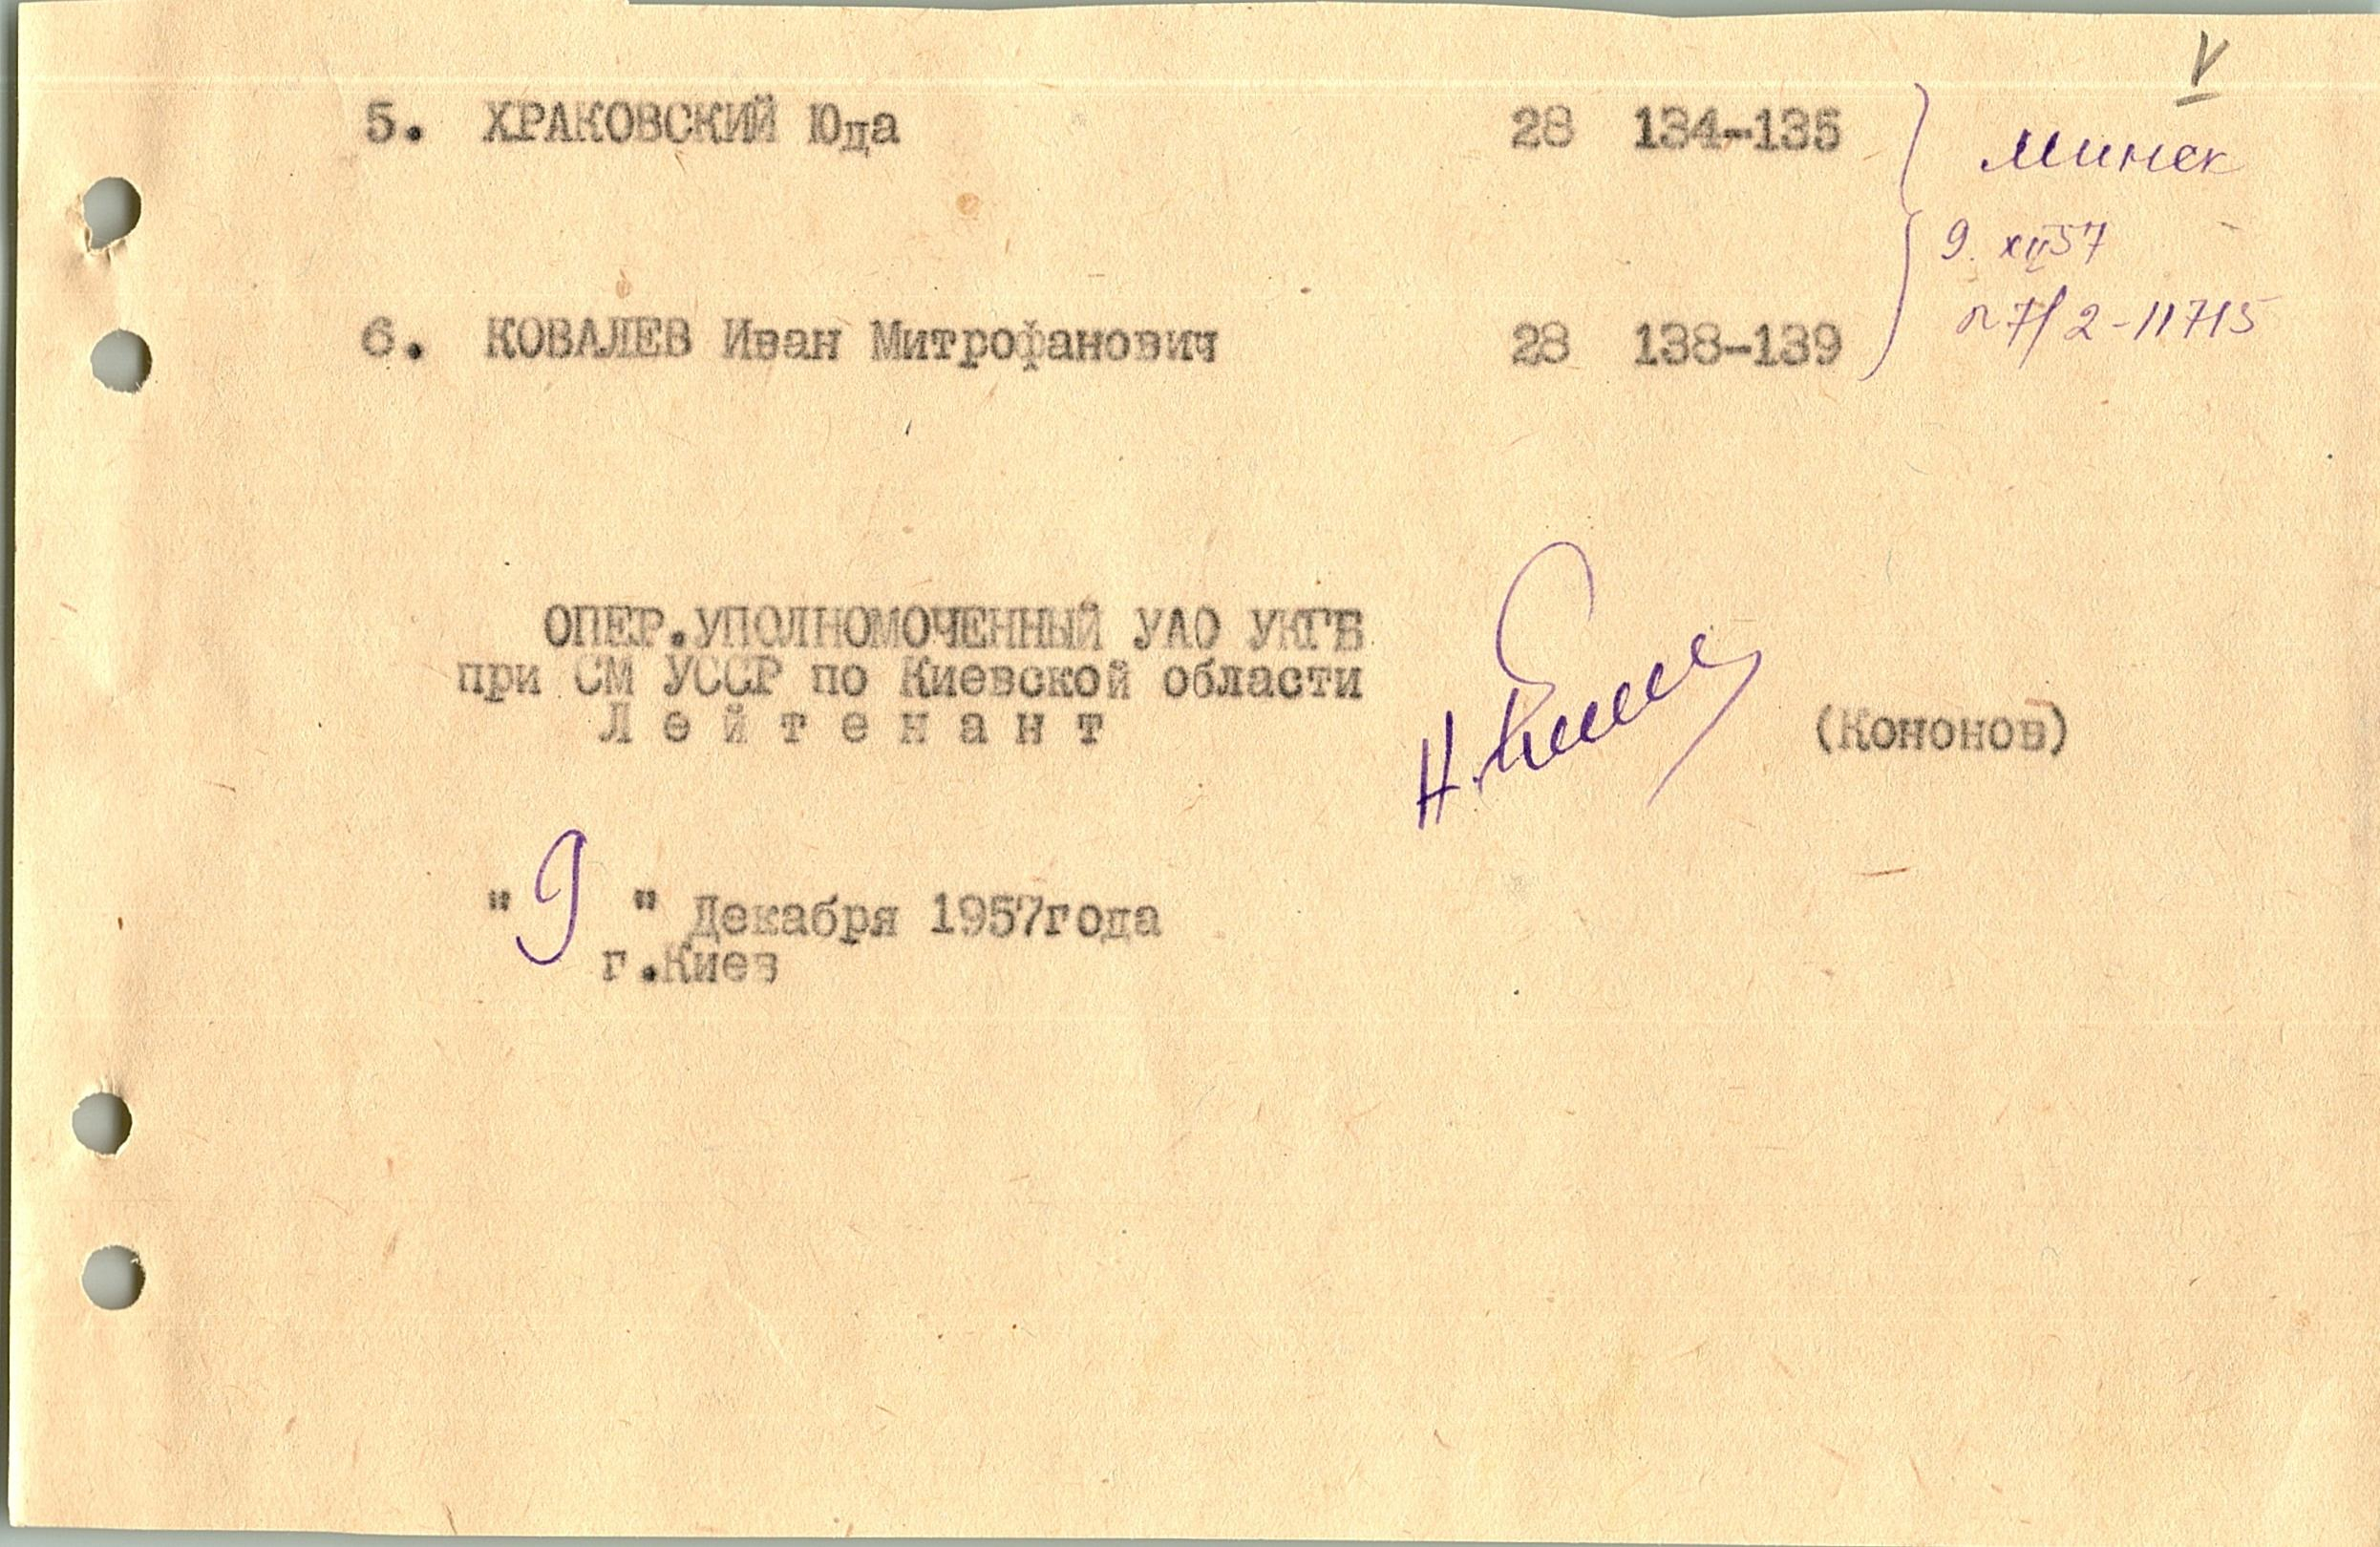 V
5. ХРАКОВСКИЙ Юда 28 134-135
Минск
9. XII 57
6. КОВАЛЕВ Иван Митрофанович 28 138-139
7/2-11715
ОПЕР.УПОЛНОМОЧЕННЫЙ УАО УКГБ
при СМ УССР по Киевской области
Лейтенант
(Кононов)
"9" Декабря 1957года
г.Киев